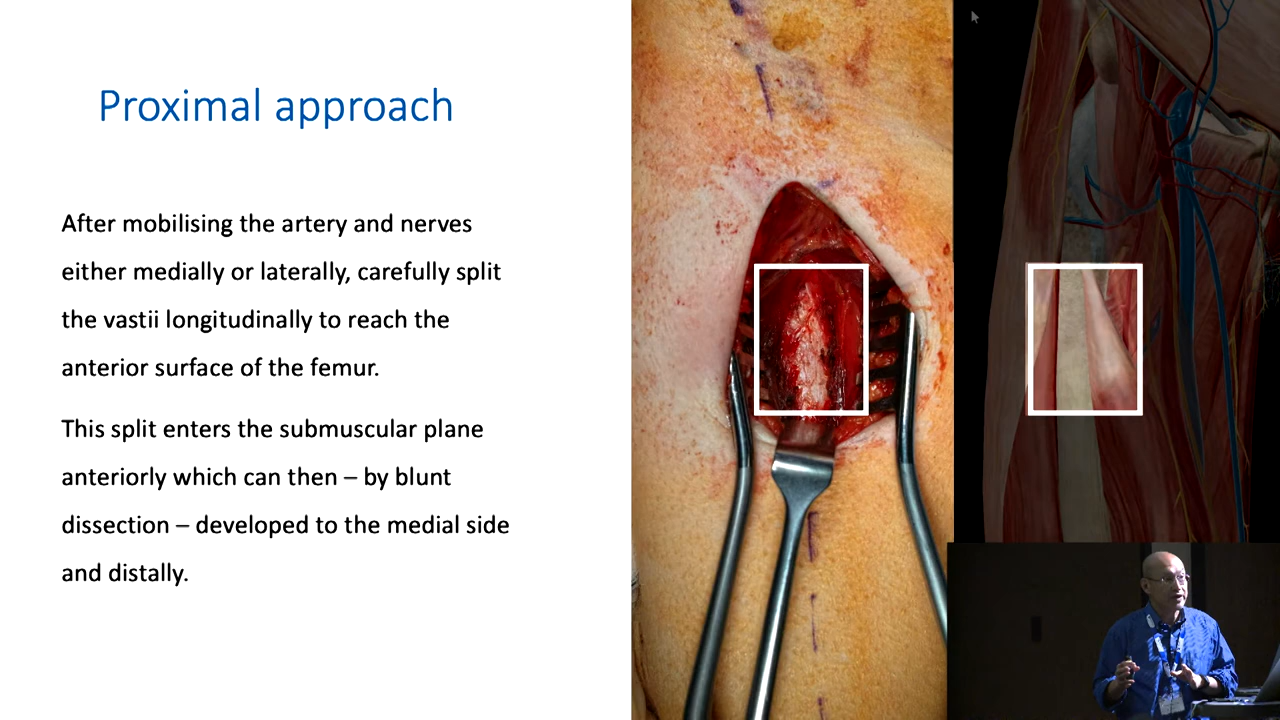 Proximal approach
After mobilising the artery and nerves
either medially or laterally, carefully split
the vastii longitudinally to reach the
anterior surface of the femur.
This split enters the submuscular plane
anteriorly which can then – by blunt
dissection – developed to the medial side
and distally.